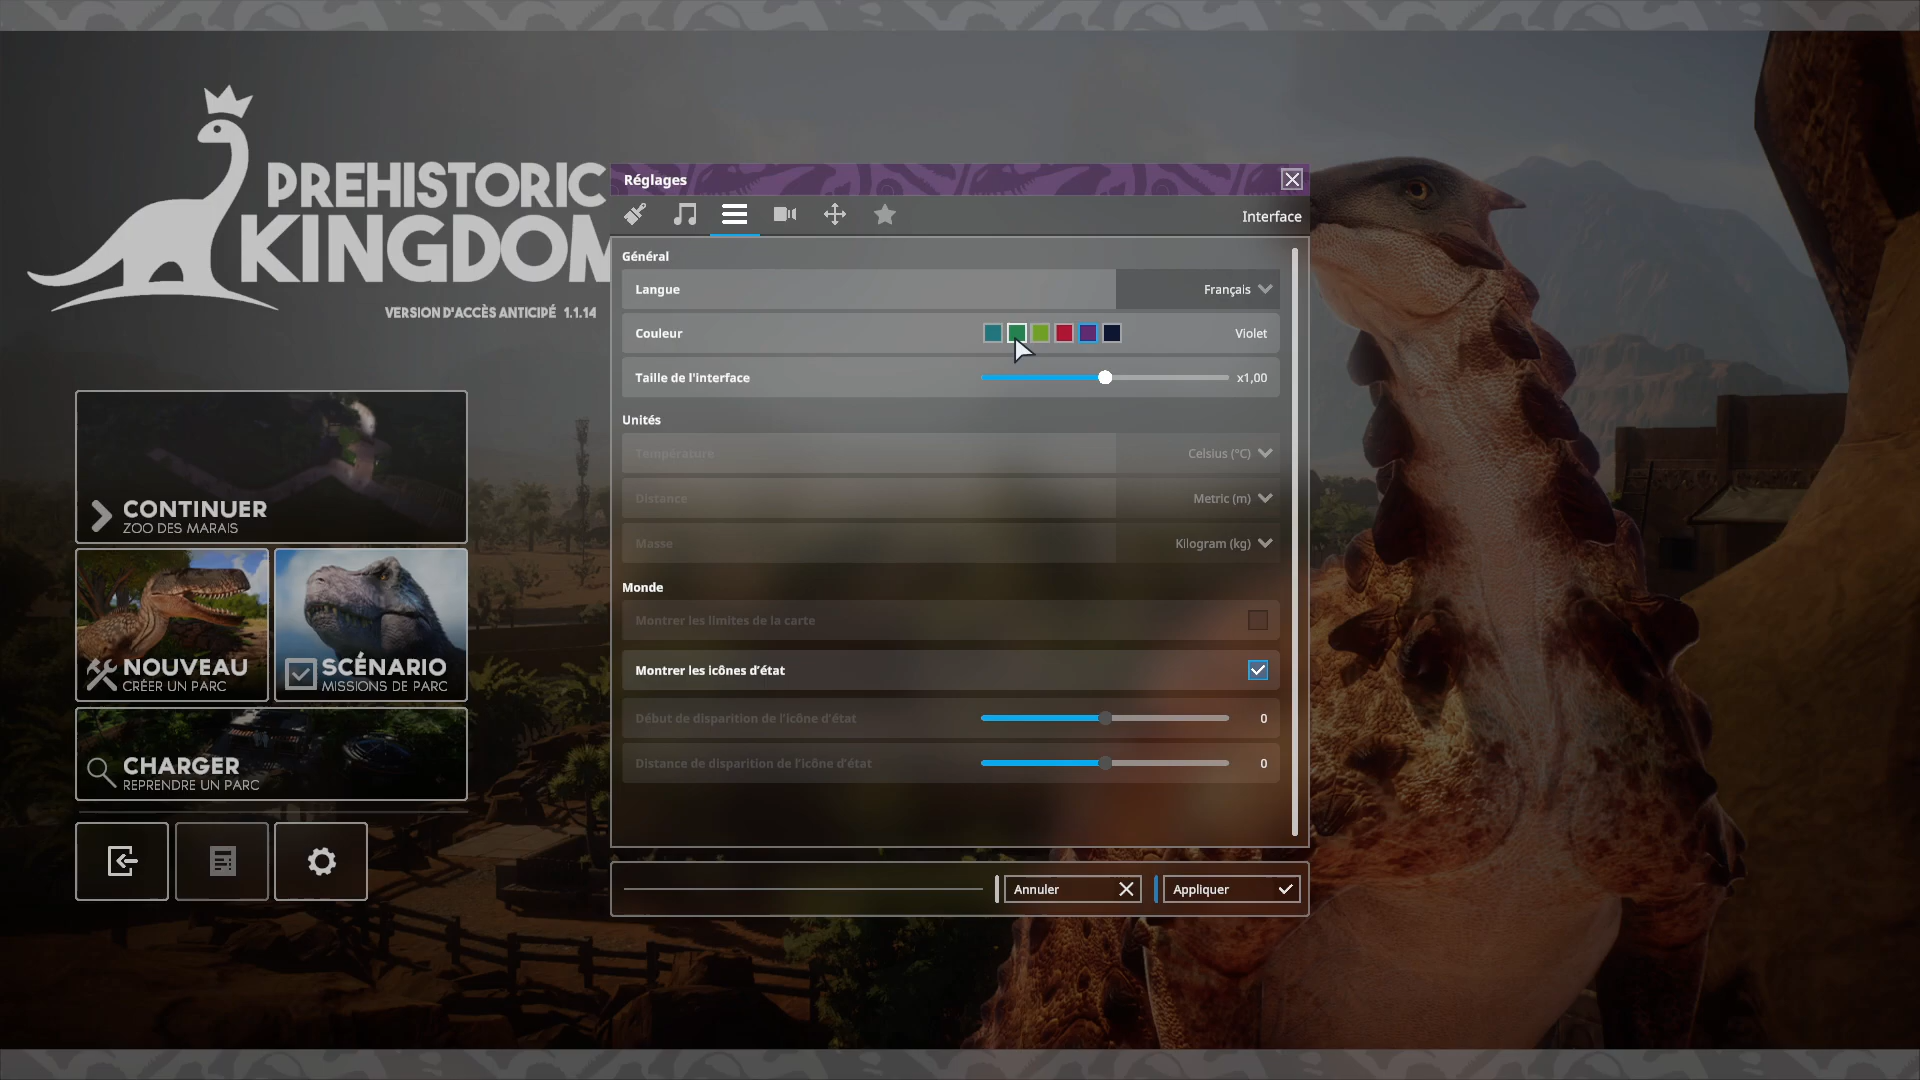 PREHISTORIC
KINGDOM
VERSION D'ACCÈS ANTICIPÉ 1.1.14
CONTINUER
ZOO DES MARAIS
NOUVEAU
CRÉER UN PARC
SCÉNARIO
MISSIONS DE PARC
CHARGER
REPRENDRE UN PARC
Réglages
Interface
Général
Langue Français
Couleur Violet
Taille de l'interface x1,00
Unités
Température Celsius (°C)
Distance Metric (m)
Masse Kilogram (kg)
Monde
Montrer les limites de la carte
Montrer les icônes d’état
Début de disparition de l’icône d’état 0
Distance de disparition de l’icône d’état 0
Annuler
Appliquer